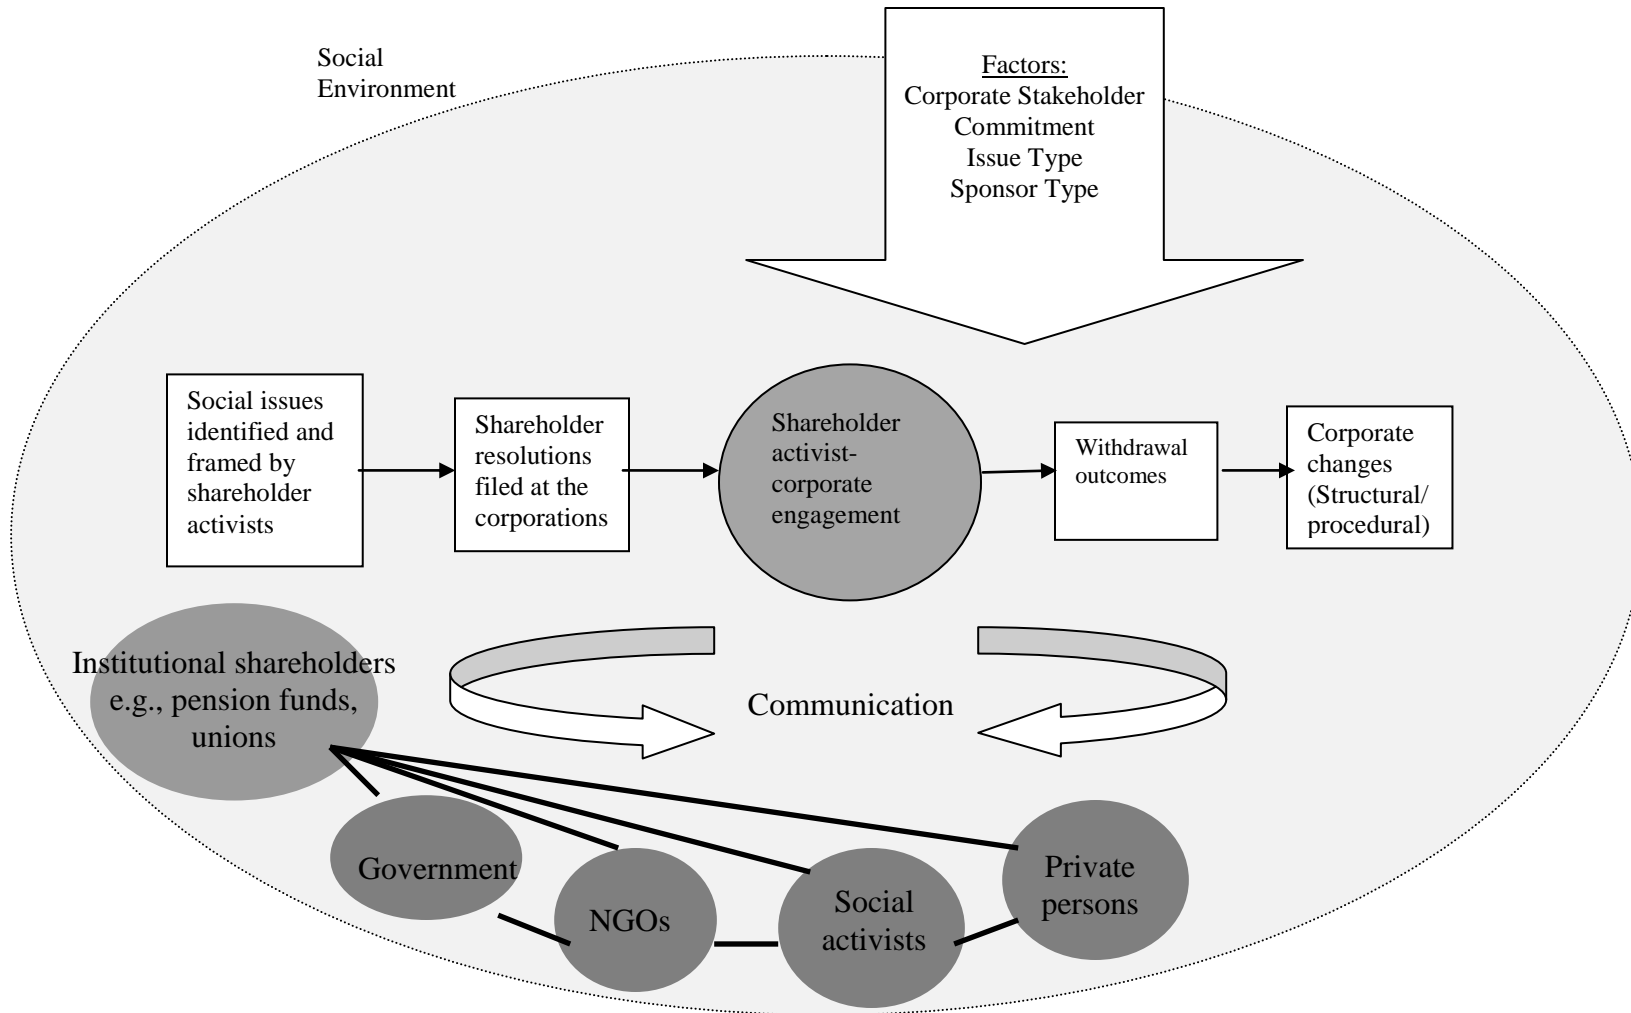 Social
Environment
Factors:
Corporate Stakeholder
Commitment
Issue Type
Sponsor Type
Social issues
identified and
framed by
shareholder
activists
Shareholder
resolutions
filed at the
corporations
Shareholder
activist-
corporate
engagement
Withdrawal
outcomes
Corporate
changes
(Structural/
procedural)
Institutional shareholders
e.g., pension funds,
unions
Communication
Government
NGOs
Social
activists
Private
persons